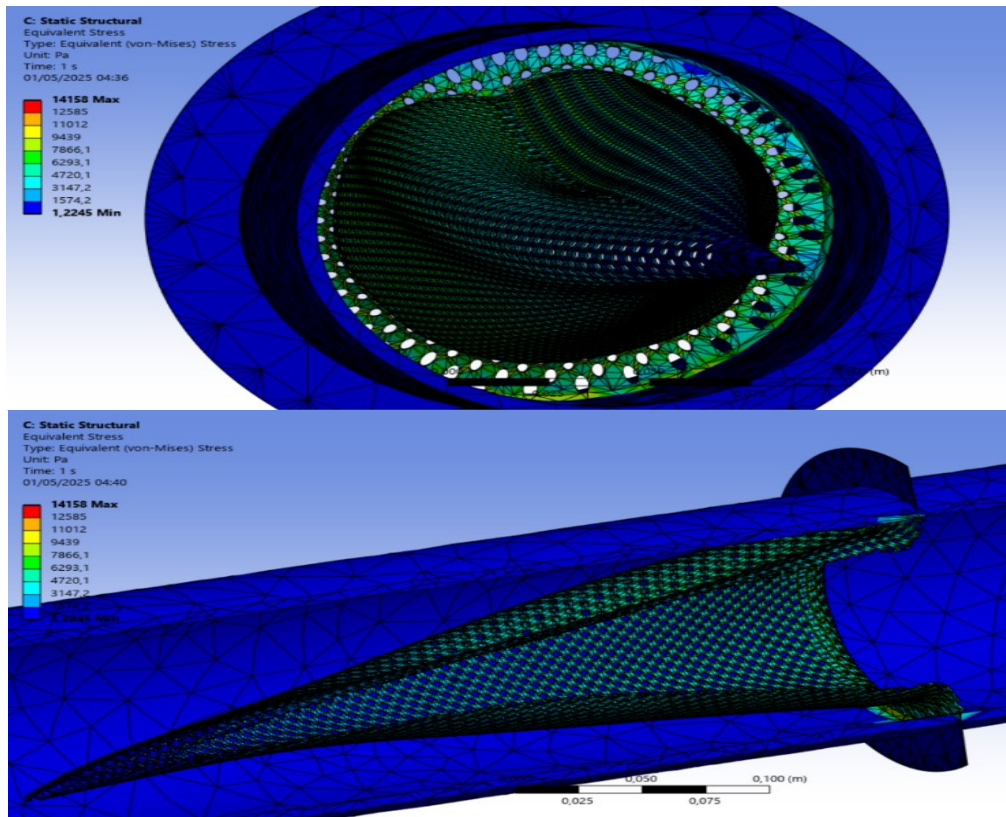 C: Static Structural
Equivalent Stress
Type: Equivalent (von-Mises) Stress
Unit: Pa
Time: 1 s
01/05/2025 04:36
14158 Max
12585
11012
9439
7866,1
6293,1
4720,1
3147,2
1574,2
1,2245 Min
(m)
C: Static Structural
Equivalent Stress
Type: Equivalent (von-Mises) Stress
Unit: Pa
Time: 1 s
01/05/2025 04:40
14158 Max
12585
11012
9439
7866,1
6293,1
4720,1
3147,2
0,050
0,100 (m)
0,025
0,075